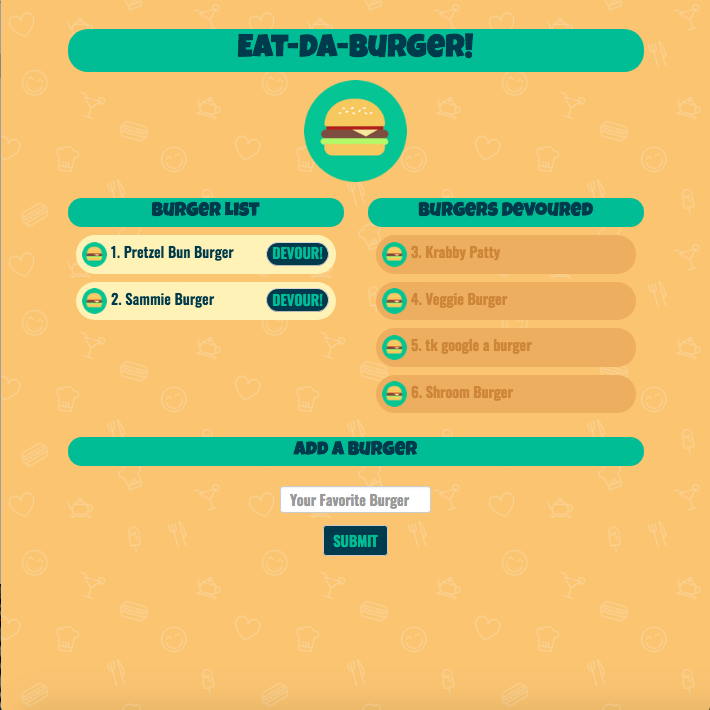 Eat-Da-Burger!
Burger List
1. Pretzel Bun Burger
DEVOUR!
2. Sammie Burger
DEVOUR!
Burgers Devoured
3. Krabby Patty
4. Veggie Burger
5. tk google a burger
6. Shroom Burger
Add a Burger
Your Favorite Burger
SUBMIT